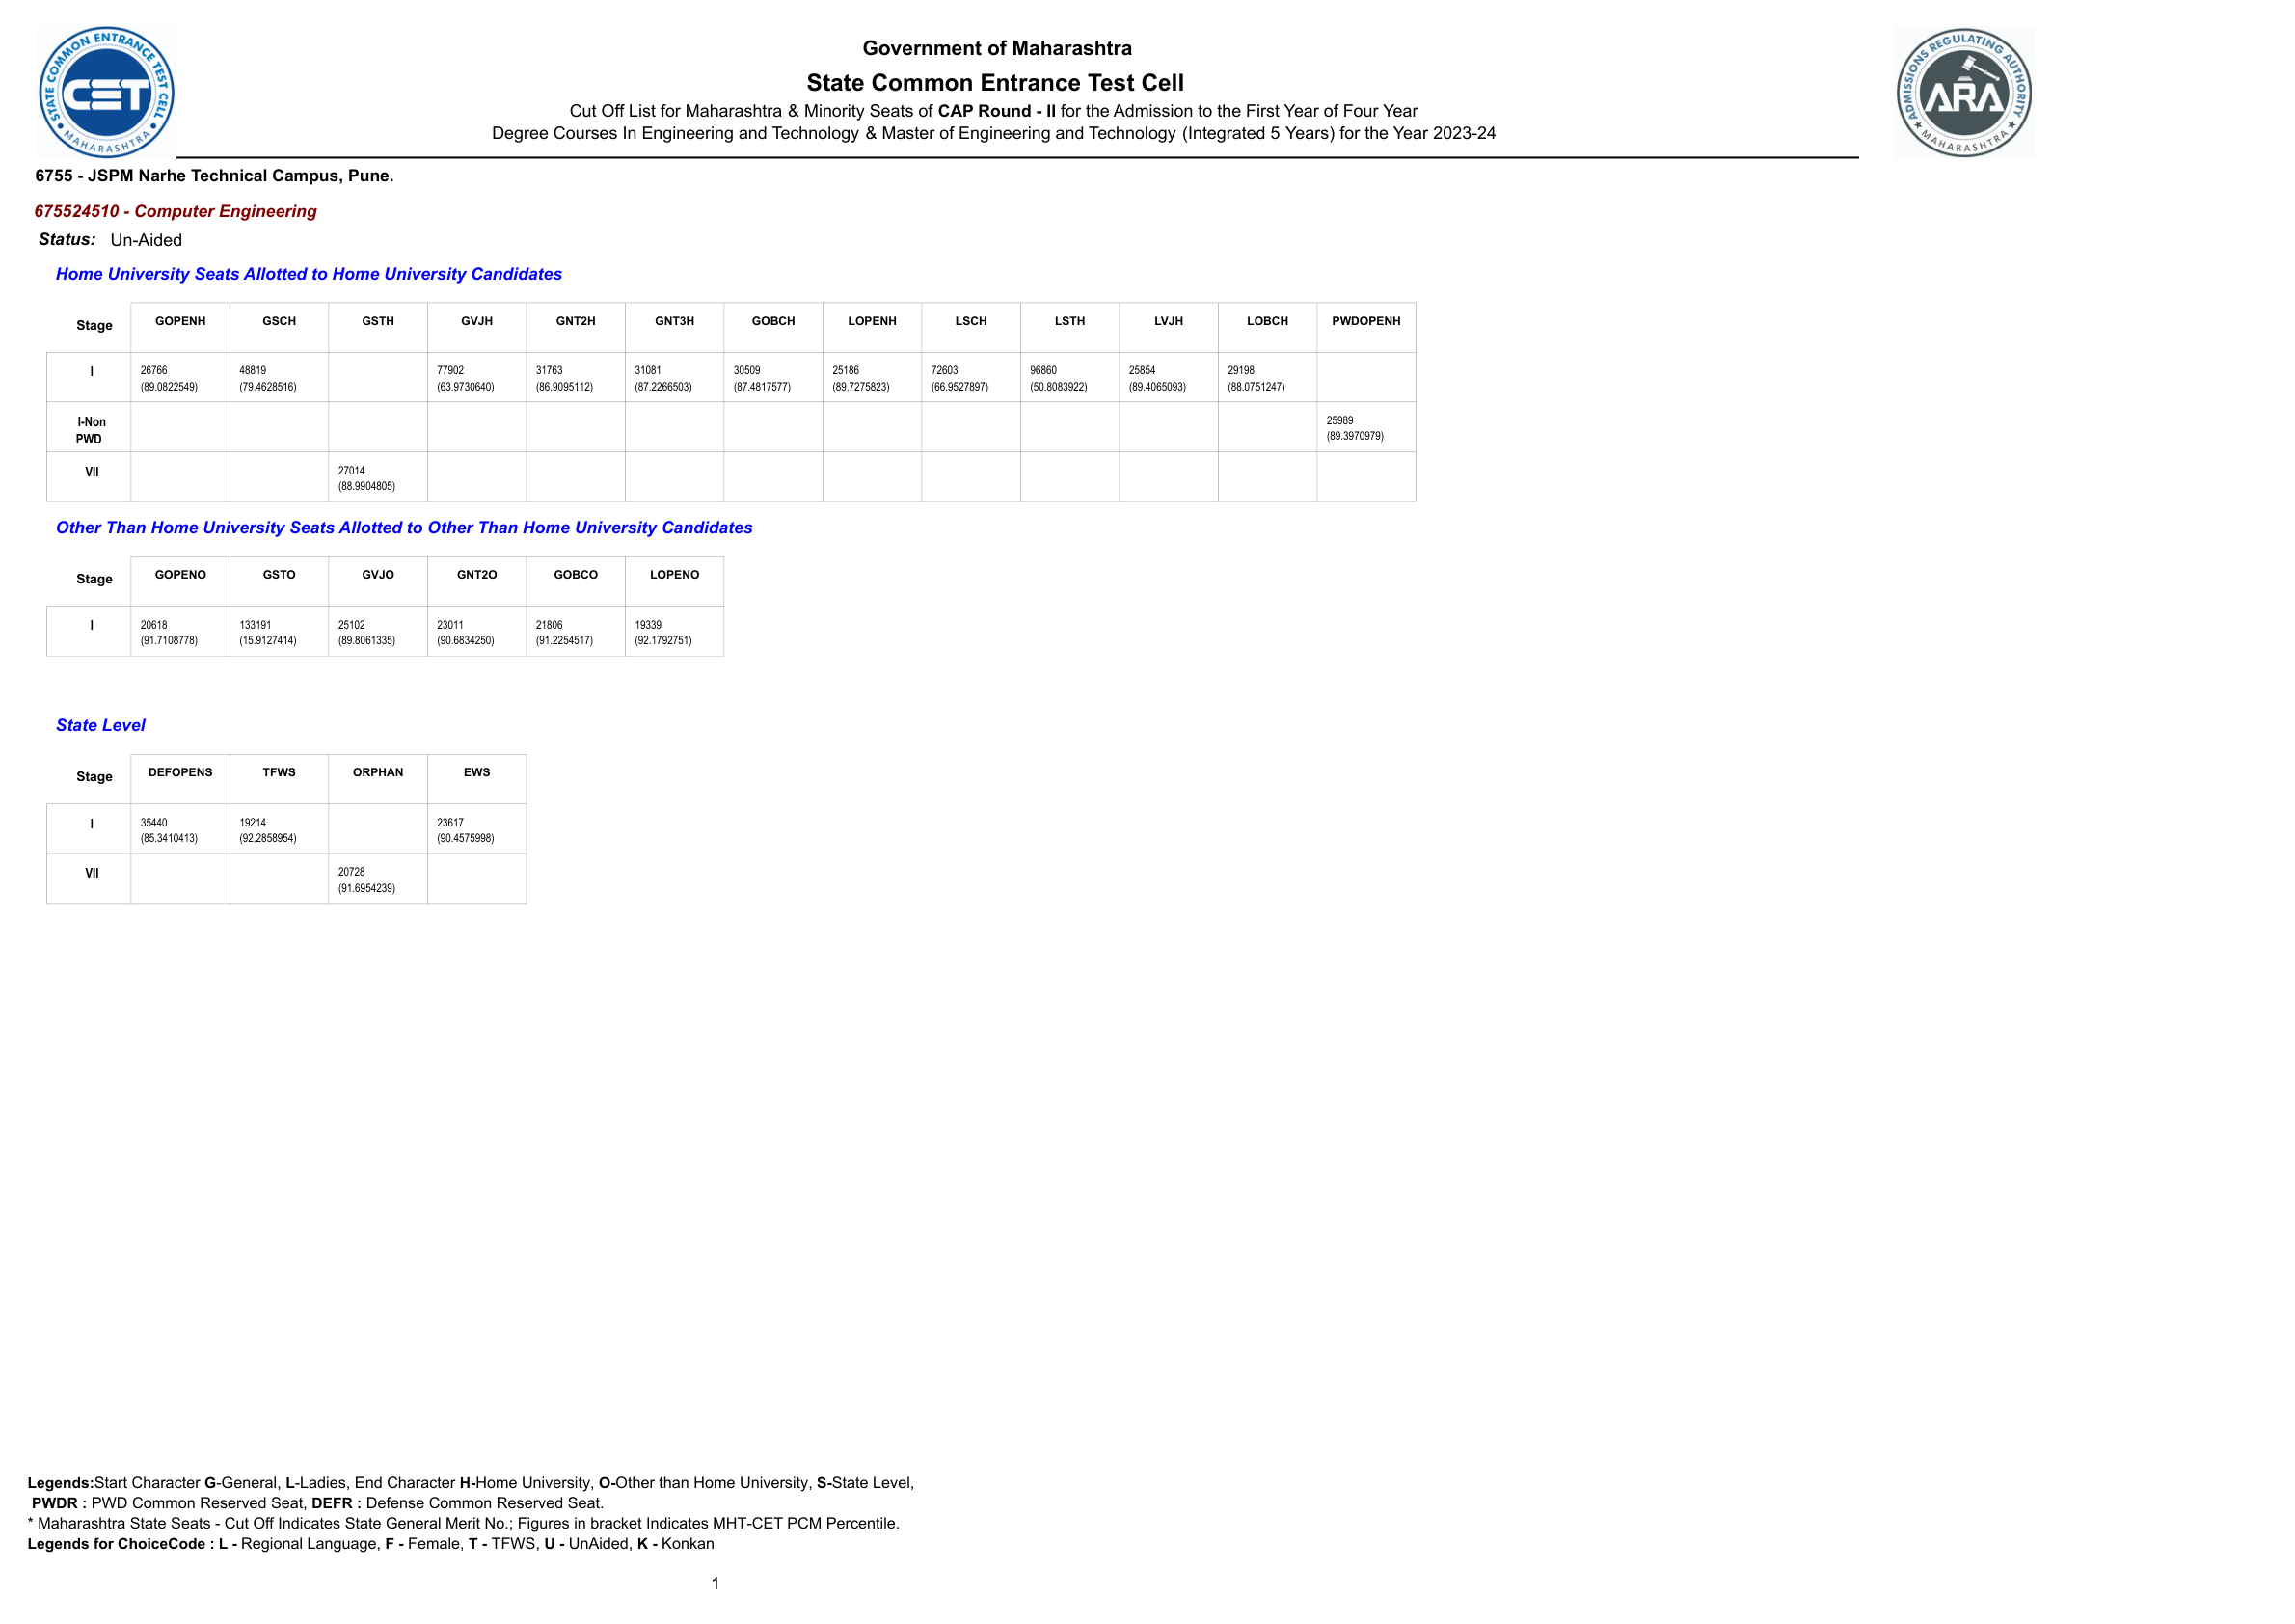 STATE COMMON ENTRANCE TEST CELL
CET
MAHARASHTRA
Government of Maharashtra
State Common Entrance Test Cell
Cut Off List for Maharashtra & Minority Seats of CAP Round - II for the Admission to the First Year of Four Year
Degree Courses In Engineering and Technology & Master of Engineering and Technology (Integrated 5 Years) for the Year 2023-24
ADMISSIONS REGULATING AUTHORITY
ARA
MAHARASHTRA
6755 - JSPM Narhe Technical Campus, Pune.
675524510 - Computer Engineering
Status: Un-Aided
Home University Seats Allotted to Home University Candidates
Stage GOPENH GSCH GSTH GVJH GNT2H GNT3H GOBCH LOPENH LSCH LSTH LVJH LOBCH PWDOPENH
I 26766 48819 77902 31763 31081 30509 25186 72603 96860 25854 29198
(89.0822549) (79.4628516) (63.9730640) (86.9095112) (87.2266503) (87.4817577) (89.7275823) (66.9527897) (50.8083922) (89.4065093) (88.0751247)
I-Non 25989
PWD (89.3970979)
VII 27014
(88.9904805)
Other Than Home University Seats Allotted to Other Than Home University Candidates
Stage GOPENO GSTO GVJO GNT2O GOBCO LOPENO
I 20618 133191 25102 23011 21806 19339
(91.7108778) (15.9127414) (89.8061335) (90.6834250) (91.2254517) (92.1792751)
State Level
Stage DEFOPENS TFWS ORPHAN EWS
I 35440 19214 23617
(85.3410413) (92.2858954) (90.4575998)
VII 20728
(91.6954239)
Legends:Start Character G-General, L-Ladies, End Character H-Home University, O-Other than Home University, S-State Level,
PWDR : PWD Common Reserved Seat, DEFR : Defense Common Reserved Seat.
* Maharashtra State Seats - Cut Off Indicates State General Merit No.; Figures in bracket Indicates MHT-CET PCM Percentile.
Legends for ChoiceCode : L - Regional Language, F - Female, T - TFWS, U - UnAided, K - Konkan
1